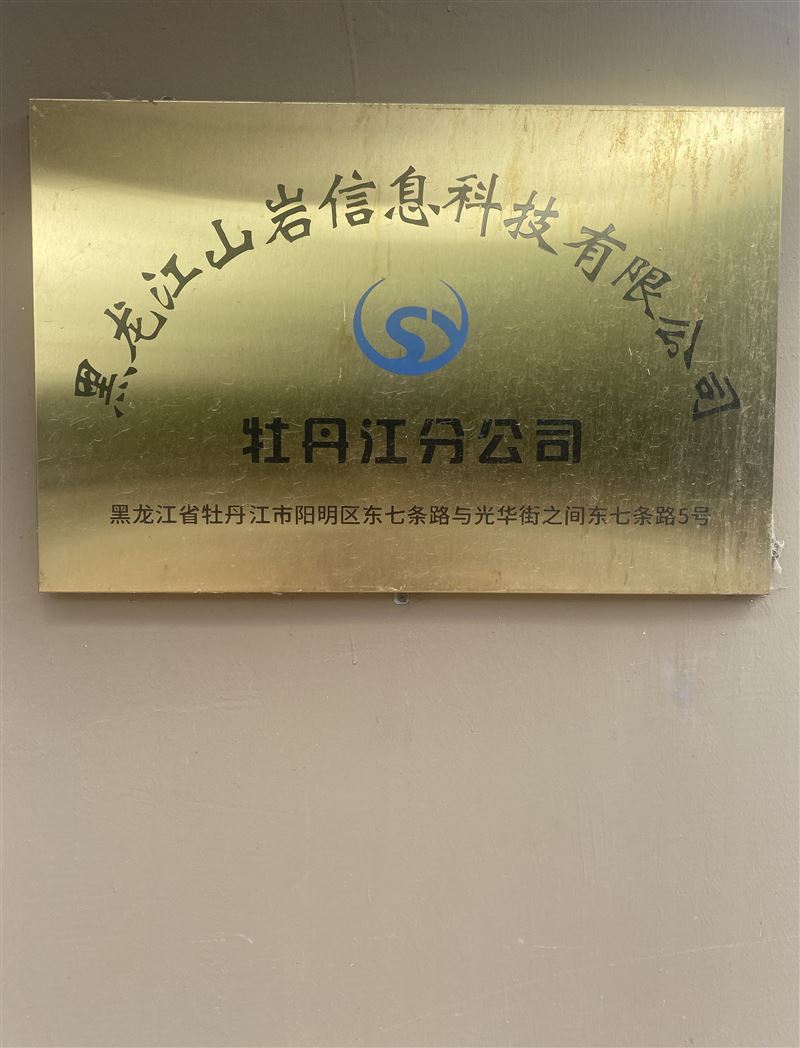 黑龙江山岩信息科技有限公司
SY
牡丹江分公司
黑龙江省牡丹江市阳明区东七条路与光华街之间东七条路5号